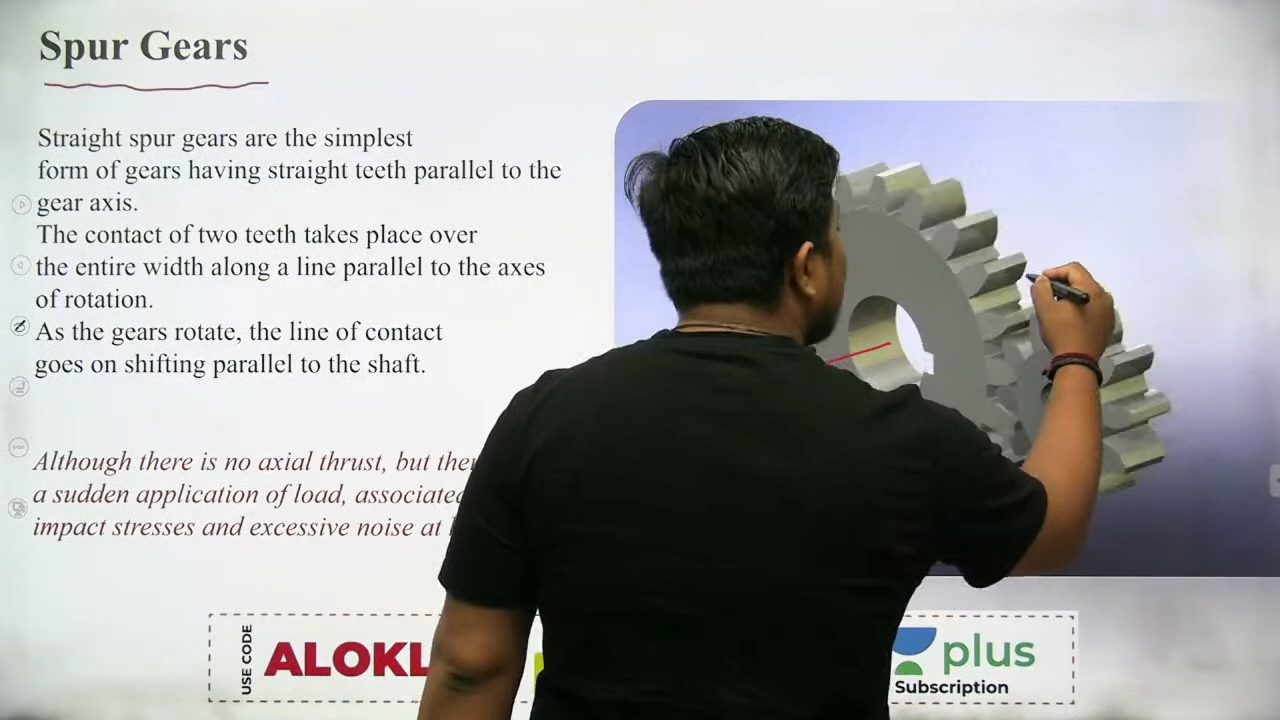 Spur Gears
Straight spur gears are the simplest
form of gears having straight teeth parallel to the
gear axis.
The contact of two teeth takes place over
the entire width along a line parallel to the axes
of rotation.
As the gears rotate, the line of contact
goes on shifting parallel to the shaft.
Although there is no axial thrust, but
a sudden application of load, associated
impact stresses and excessive noise at
USE CODE
plus
Subscription